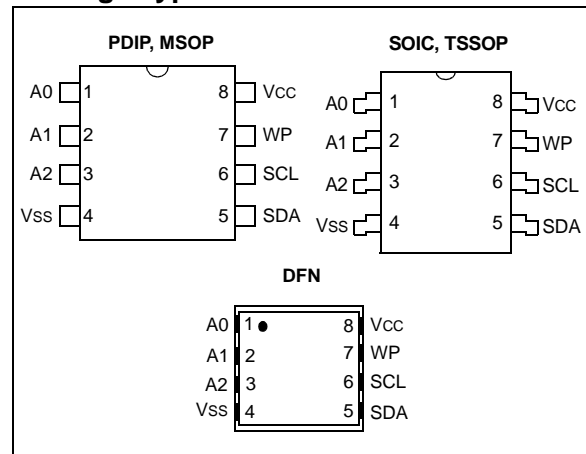 PDIP, MSOP
A0 1 8 VCC
A1 2 7 WP
A2 3 6 SCL
VSS 4 5 SDA
SOIC, TSSOP
A0 1 8 VCC
A1 2 7 WP
A2 3 6 SCL
VSS 4 5 SDA
DFN
A0 1 8 VCC
A1 2 7 WP
A2 3 6 SCL
VSS 4 5 SDA